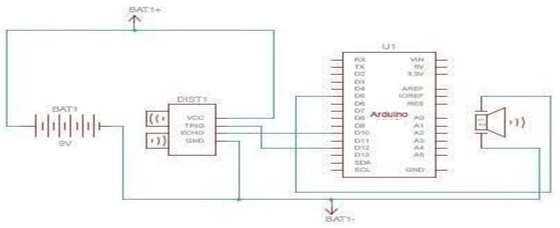 BAT1+
U1
BAT1
9V
DIST1
VCC
TRIG
ECHO
GND
RX
TX
D2
D3
D4
D5
D6
D7
D8
D9
D10
D11
D12
D13
SDA
SCL
Arduino
VIN
5V
3.3V
AREF
IOREF
RES
A0
A1
A2
A3
A4
A5
GND
BAT1-